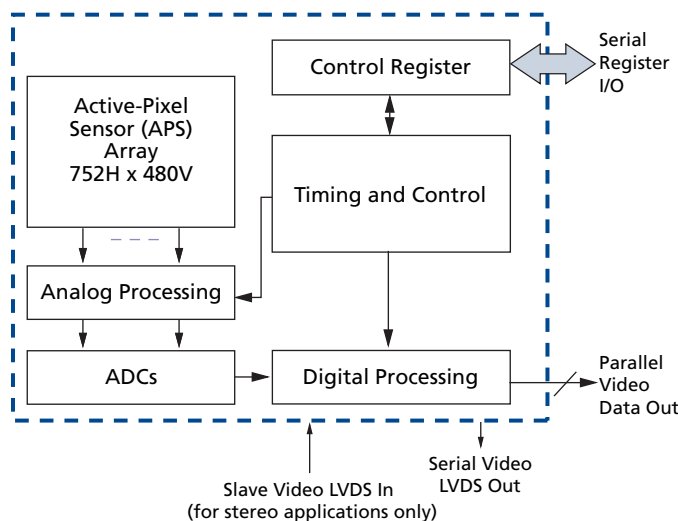 Control Register
Serial
Register
I/O
Active-Pixel
Sensor (APS)
Array
752H x 480V
Timing and Control
Analog Processing
ADCs
Digital Processing
Parallel
Video
Data Out
Slave Video LVDS In
(for stereo applications only)
Serial Video
LVDS Out